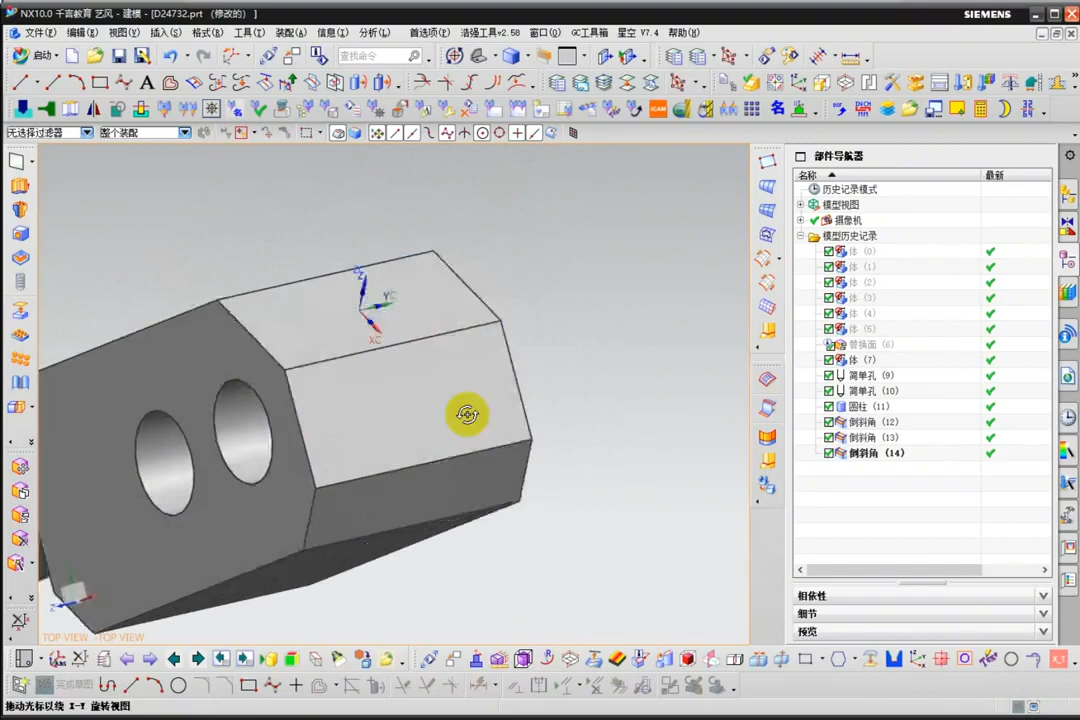 NX10.0 千言教育 艺风 - 建模 - [D24732.prt （修改的） ]
SIEMENS
文件(F) 编辑(E) 视图(V) 插入(S) 格式(R) 工具(T) 装配(A) 信息(I) 分析(L) 首选项(P) 浩强工具v2.58 窗口(O) GC工具箱 星空 V7.4 帮助(H)
启动 查找命令
无选择过滤器 整个装配
部件导航器
名称 最新
历史记录模式
模型视图
摄像机
模型历史记录
体 (0)
体 (1)
体 (2)
体 (3)
体 (4)
体 (5)
替换面 (6)
体 (7)
简单孔 (9)
简单孔 (10)
圆柱 (11)
倒斜角 (12)
倒斜角 (13)
倒斜角 (14)
YC
XC
Z
TOP VIEW TOP VIEW
相依性
细节
预览
完成草图
拖动光标以绕 X-Y 旋转视图